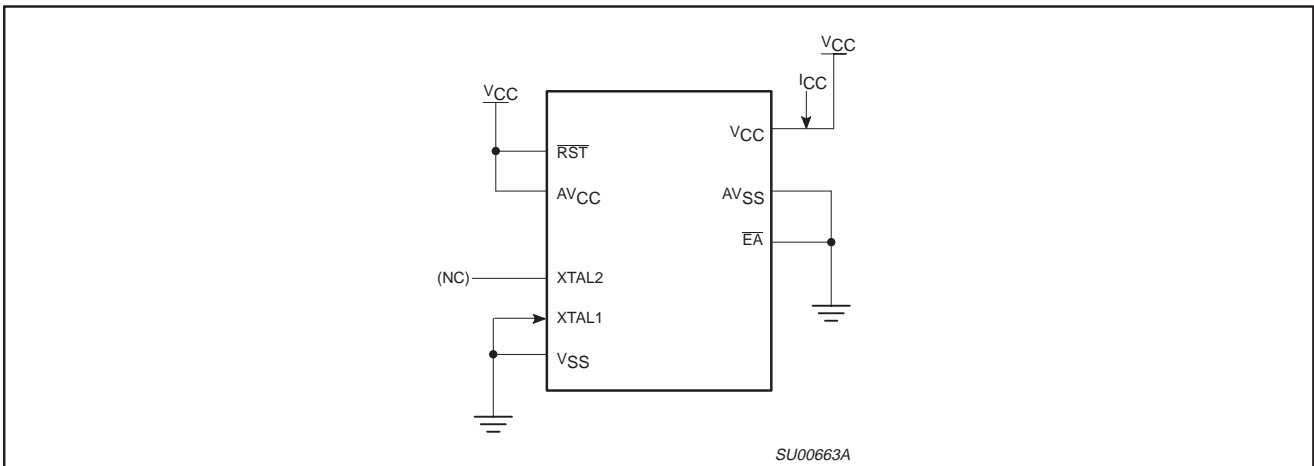 VCC
ICC
VCC
VCC
RST
AVCC
AVSS
EA
(NC)
XTAL2
XTAL1
VSS
SU00663A